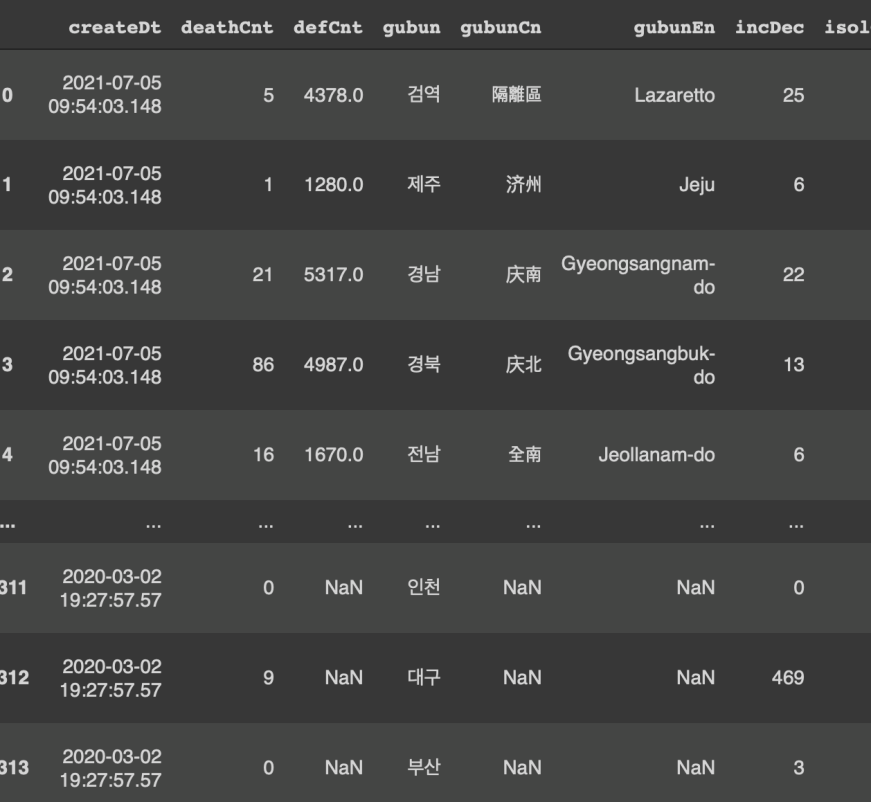 createDt deathCnt defCnt gubun gubunCn gubunEn incDec isol
0 2021-07-05 09:54:03.148 5 4378.0 검역 隔離區 Lazaretto 25
1 2021-07-05 09:54:03.148 1 1280.0 제주 济州 Jeju 6
2 2021-07-05 09:54:03.148 21 5317.0 경남 庆南 Gyeongsangnam-do 22
3 2021-07-05 09:54:03.148 86 4987.0 경북 庆北 Gyeongsangbuk-do 13
4 2021-07-05 09:54:03.148 16 1670.0 전남 全南 Jeollanam-do 6
... ... ... ... ... ... ... ...
311 2020-03-02 19:27:57.57 0 NaN 인천 NaN NaN 0
312 2020-03-02 19:27:57.57 9 NaN 대구 NaN NaN 469
313 2020-03-02 19:27:57.57 0 NaN 부산 NaN NaN 3